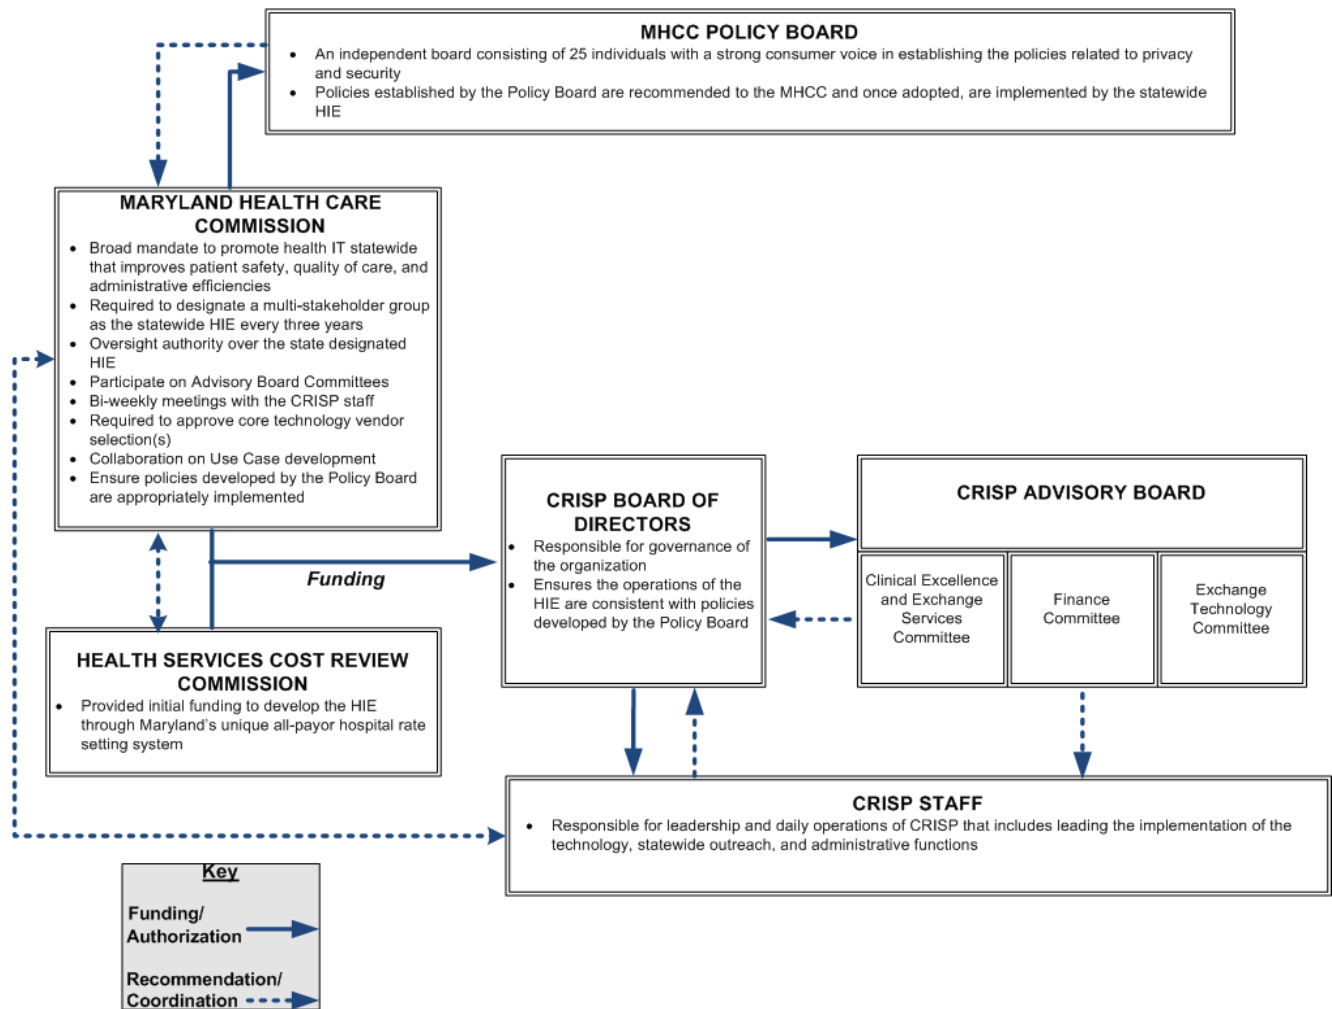 MHCC POLICY BOARD
• An independent board consisting of 25 individuals with a strong consumer voice in establishing the policies related to privacy
and security
• Policies established by the Policy Board are recommended to the MHCC and once adopted, are implemented by the statewide
HIE
MARYLAND HEALTH CARE
COMMISSION
• Broad mandate to promote health IT statewide
that improves patient safety, quality of care, and
administrative efficiencies
• Required to designate a multi-stakeholder group
as the statewide HIE every three years
• Oversight authority over the state designated
HIE
• Participate on Advisory Board Committees
• Bi-weekly meetings with the CRISP staff
• Required to approve core technology vendor
selection(s)
• Collaboration on Use Case development
• Ensure policies developed by the Policy Board
are appropriately implemented
Funding
CRISP BOARD OF
DIRECTORS
• Responsible for governance of
the organization
• Ensures the operations of the
HIE are consistent with policies
developed by the Policy Board
CRISP ADVISORY BOARD
Clinical Excellence
and Exchange
Services
Committee
Finance
Committee
Exchange
Technology
Committee
HEALTH SERVICES COST REVIEW
COMMISSION
• Provided initial funding to develop the HIE
through Maryland's unique all-payor hospital rate
setting system
CRISP STAFF
• Responsible for leadership and daily operations of CRISP that includes leading the implementation of the
technology, statewide outreach, and administrative functions
Key
Funding/
Authorization
Recommendation/
Coordination